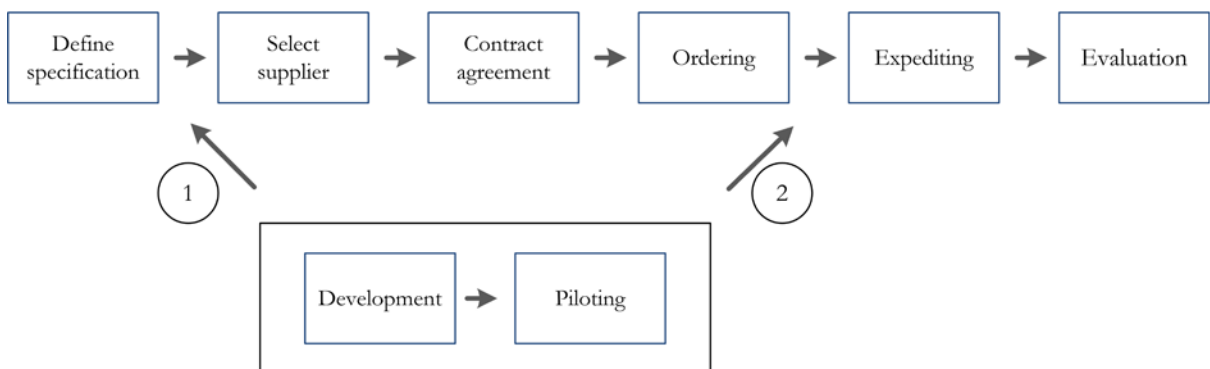 Define
specification
Select
supplier
Contract
agreement
Ordering
Expediting
Evaluation
1
2
Development
Piloting